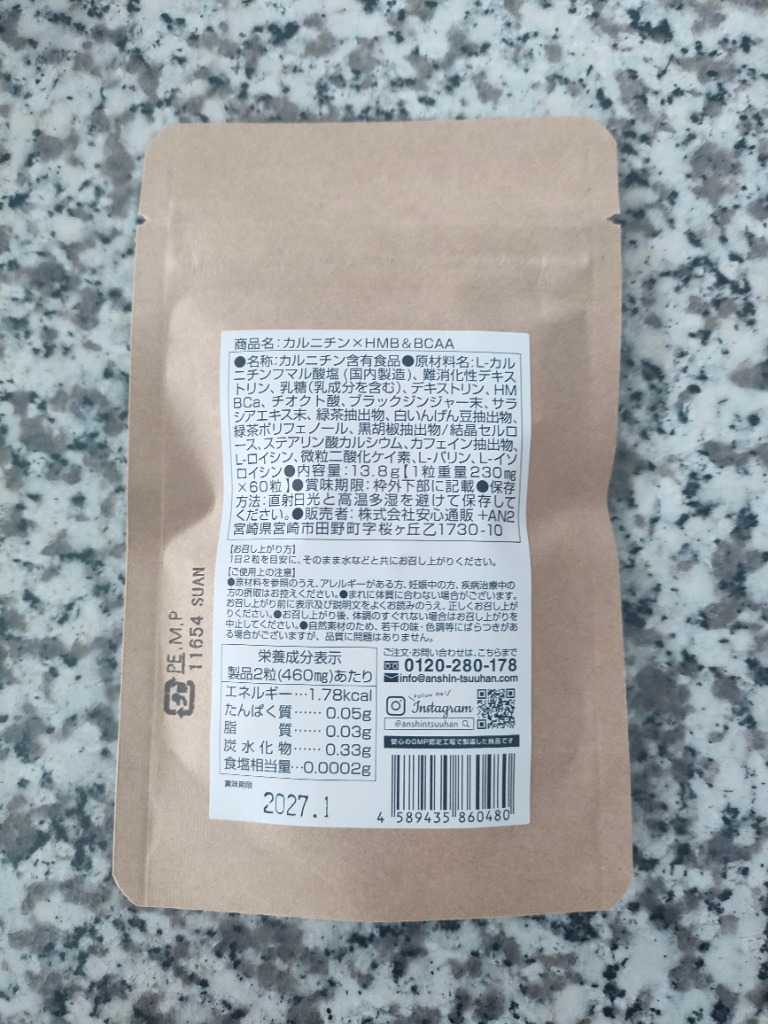 商品名:カルニチン×HMB&BCAA
●名称:カルニチン含有食品●原材料名:L-カル
ニチンフマル酸塩(国内製造)、難消化性デキス
トリン、乳糖(乳成分を含む)、デキストリン、HM
BCa、チオクト酸、ブラックジンジャー末、サラ
シアエキス末、緑茶抽出物、白いんげん豆抽出物、
緑茶ポリフェノール、黒胡椒抽出物/結晶セルロ
ース、ステアリン酸カルシウム、カフェイン抽出物、
L-ロイシン、微粒二酸化ケイ素、L-バリン、L-イソ
ロイシン●内容量:13.8g【1粒重量230mg
×60粒】●賞味期限:枠外下部に記載●保存
方法:直射日光と高温多湿を避けて保存して
ください。●販売者:株式会社安心通販 +AN2
宮崎県宮崎市田野町字桜ヶ丘乙1730-10
【お召し上がり方】
1日2粒を目安に、そのまま水などと共にお召し上がりください。
【ご使用上の注意】
●原材料を参照のうえ、アレルギーがある方、妊娠中の方、疾病治療中の
方の摂取はお控えください。●まれに体質に合わない場合がございます。
お召し上がり前に表示及び説明文をよくお読みのうえ、正しくお召し上が
りください。●お召し上がり後、体調のすぐれない場合はお召し上がりを
中止してください。●自然素材のため、若干の味・色調等にばらつきがあ
る場合がございますが、品質に問題はありません。
栄養成分表示
製品2粒(460mg)あたり
エネルギー…1.78kcal
たんぱく質……0.05g
脂　　質……0.03g
炭水化物……0.33g
食塩相当量…0.0002g
賞味期限
2027.1
ご注文・お問い合わせは、こちらまで
0120-280-178
info@anshin-tsuuhan.com
Follow me!
Instagram
@anshintsuuhan
安心のGMP認定工場で製造した商品です
4 589435 860480
プラ
PE.M.P
11654 SUAN